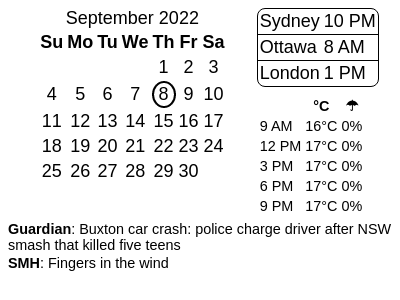 September 2022
Su Mo Tu We Th Fr Sa
1 2 3
4 5 6 7 8 9 10
11 12 13 14 15 16 17
18 19 20 21 22 23 24
25 26 27 28 29 30
Sydney 10 PM
Ottawa 8 AM
London 1 PM
°C ☂
9 AM 16°C 0%
12 PM 17°C 0%
3 PM 17°C 0%
6 PM 17°C 0%
9 PM 17°C 0%
Guardian: Buxton car crash: police charge driver after NSW
smash that killed five teens
SMH: Fingers in the wind